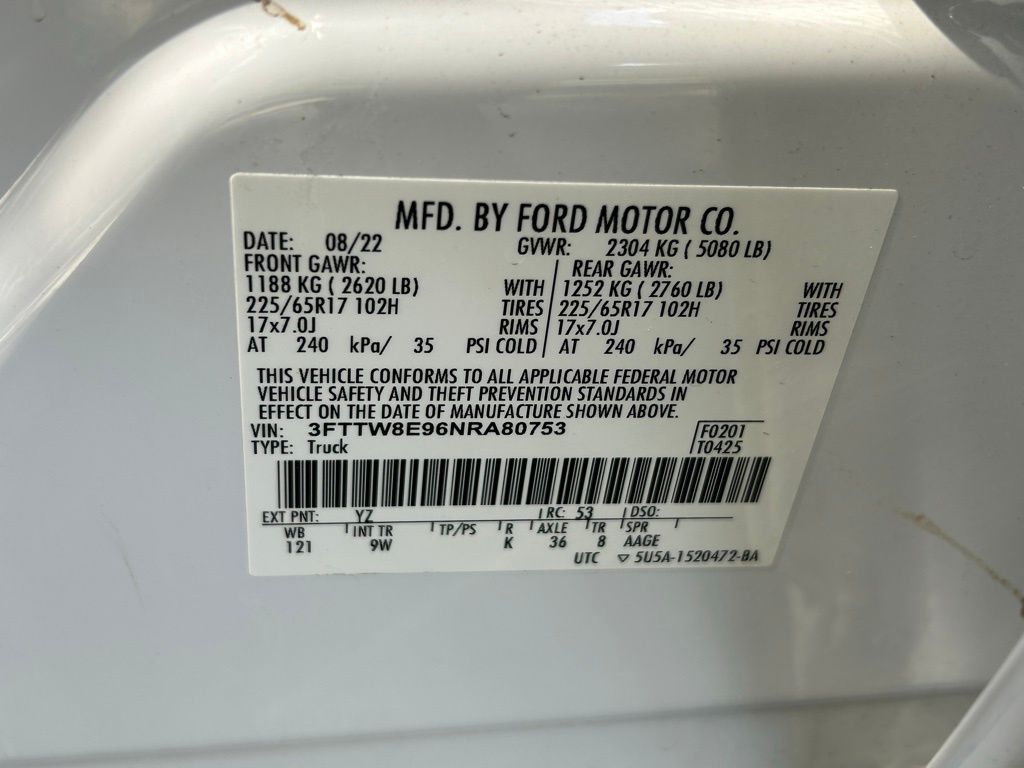 MFD. BY FORD MOTOR CO.
DATE: 08/22 GVWR: 2304 KG ( 5080 LB)
FRONT GAWR: REAR GAWR:
1188 KG ( 2620 LB) WITH 1252 KG ( 2760 LB) WITH
225/65R17 102H TIRES 225/65R17 102H TIRES
17x7.0J RIMS 17x7.0J RIMS
AT 240 kPa/ 35 PSI COLD AT 240 kPa/ 35 PSI COLD
THIS VEHICLE CONFORMS TO ALL APPLICABLE FEDERAL MOTOR
VEHICLE SAFETY AND THEFT PREVENTION STANDARDS IN
EFFECT ON THE DATE OF MANUFACTURE SHOWN ABOVE.
VIN: 3FTTW8E96NRA80753 F0201
TYPE: Truck T0425
EXT PNT: YZ RC: 53 DSO:
WB INT TR TP/PS R AXLE TR SPR
121 9W K 36 8 AAGE
UTC ▽ 5U5A-1520472-BA